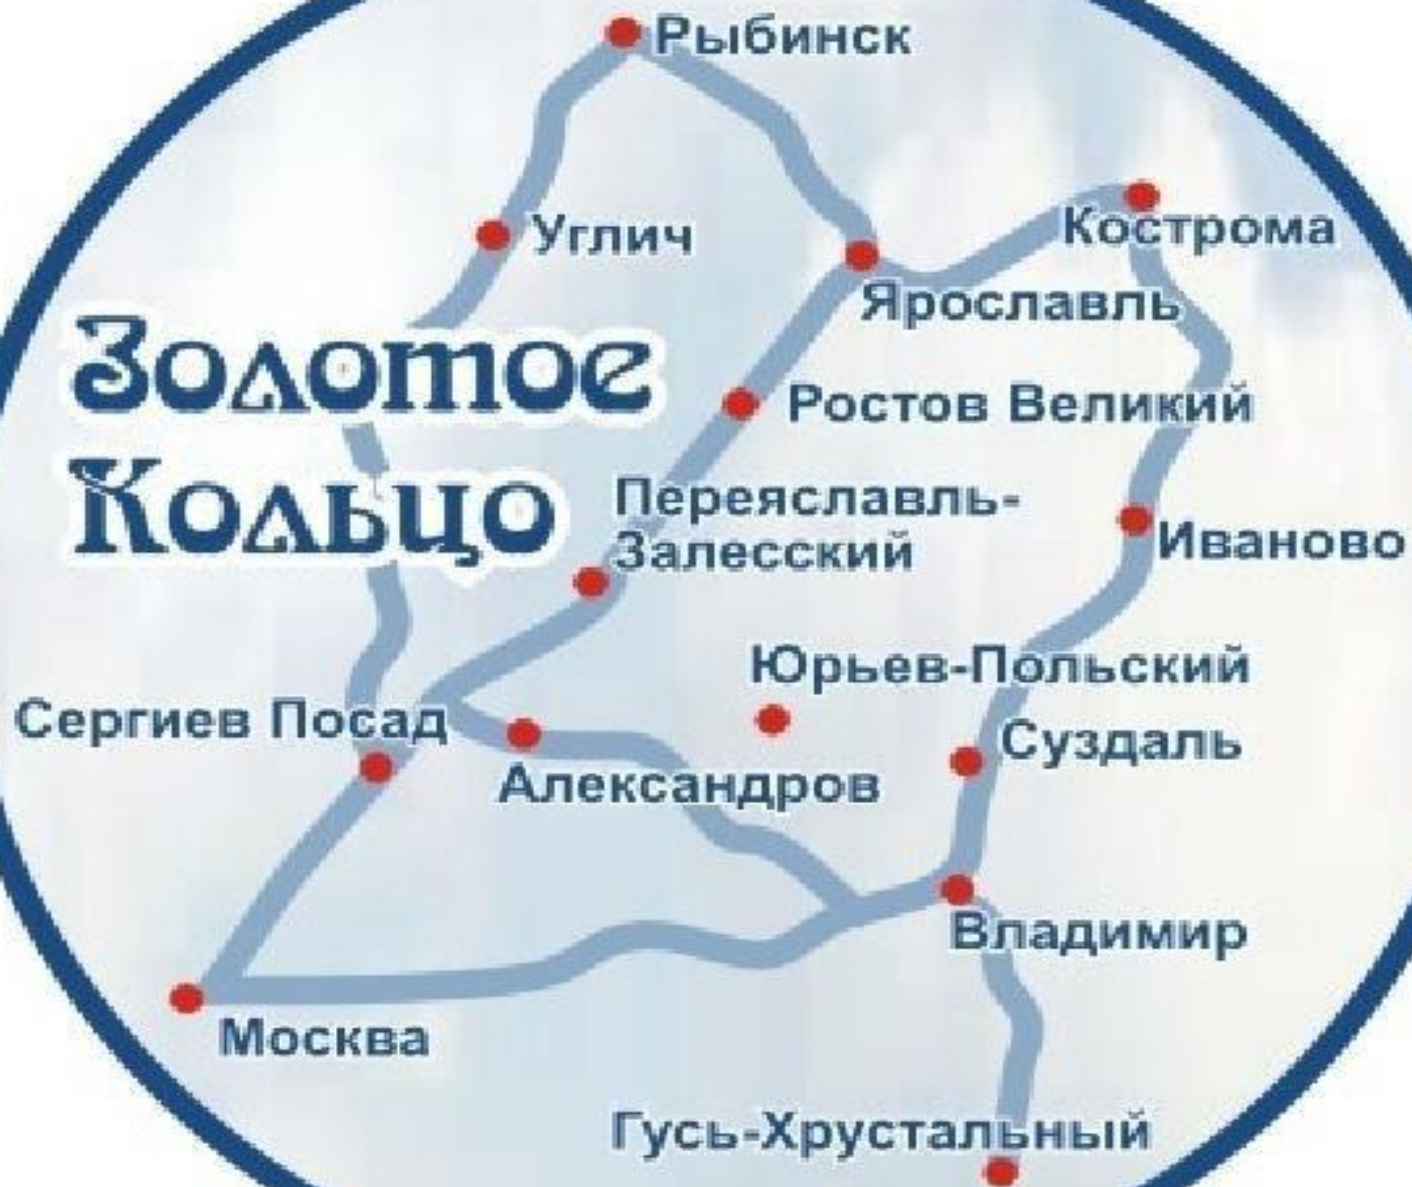 Рыбинск
Углич
Кострома
Ярославль
Золотое
Кольцо
Ростов Великий
Переяславль-
Залесский
Иваново
Юрьев-Польский
Сергиев Посад
Суздаль
Александров
Владимир
Москва
Гусь-Хрустальный